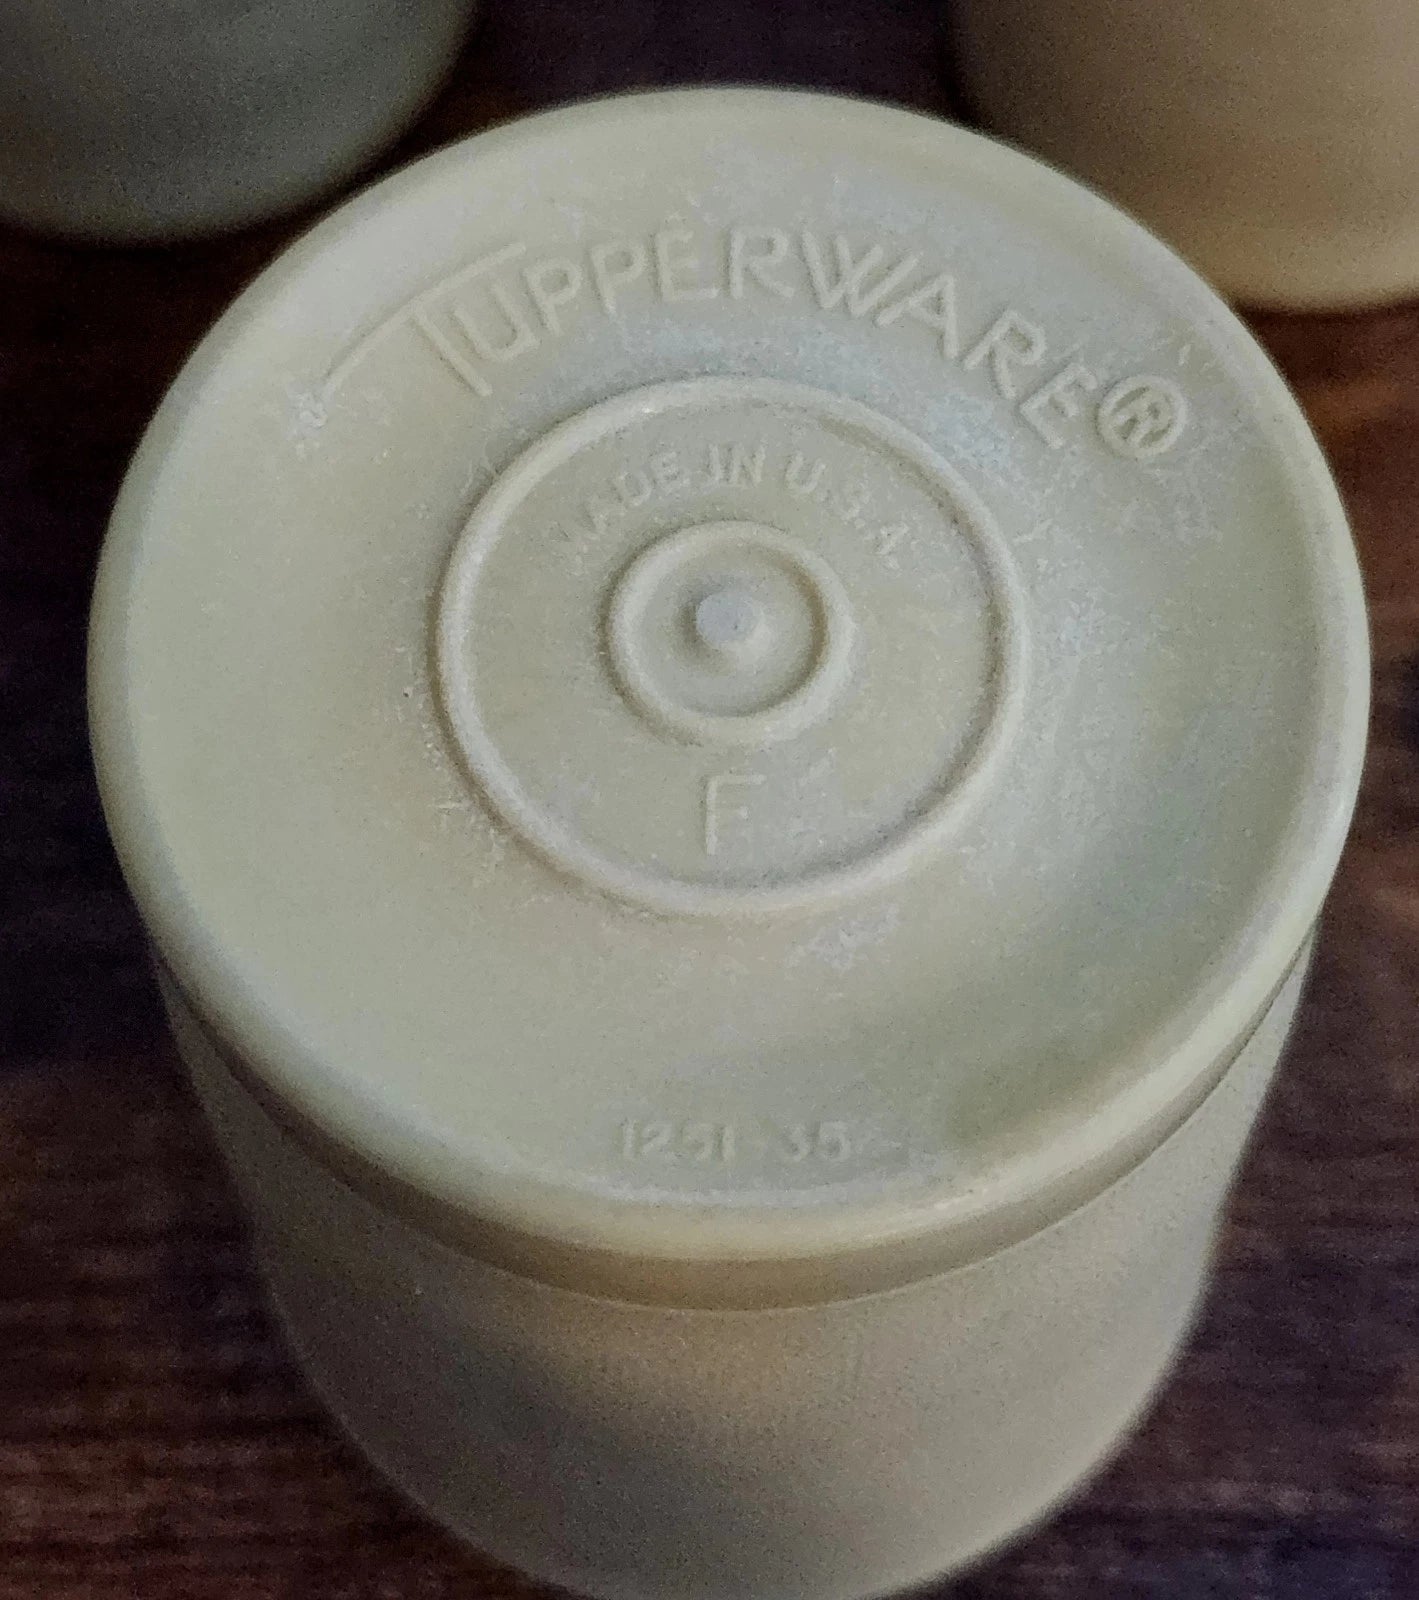 TUPPERWARE®
MADE IN U.S.A.
F
1251-35